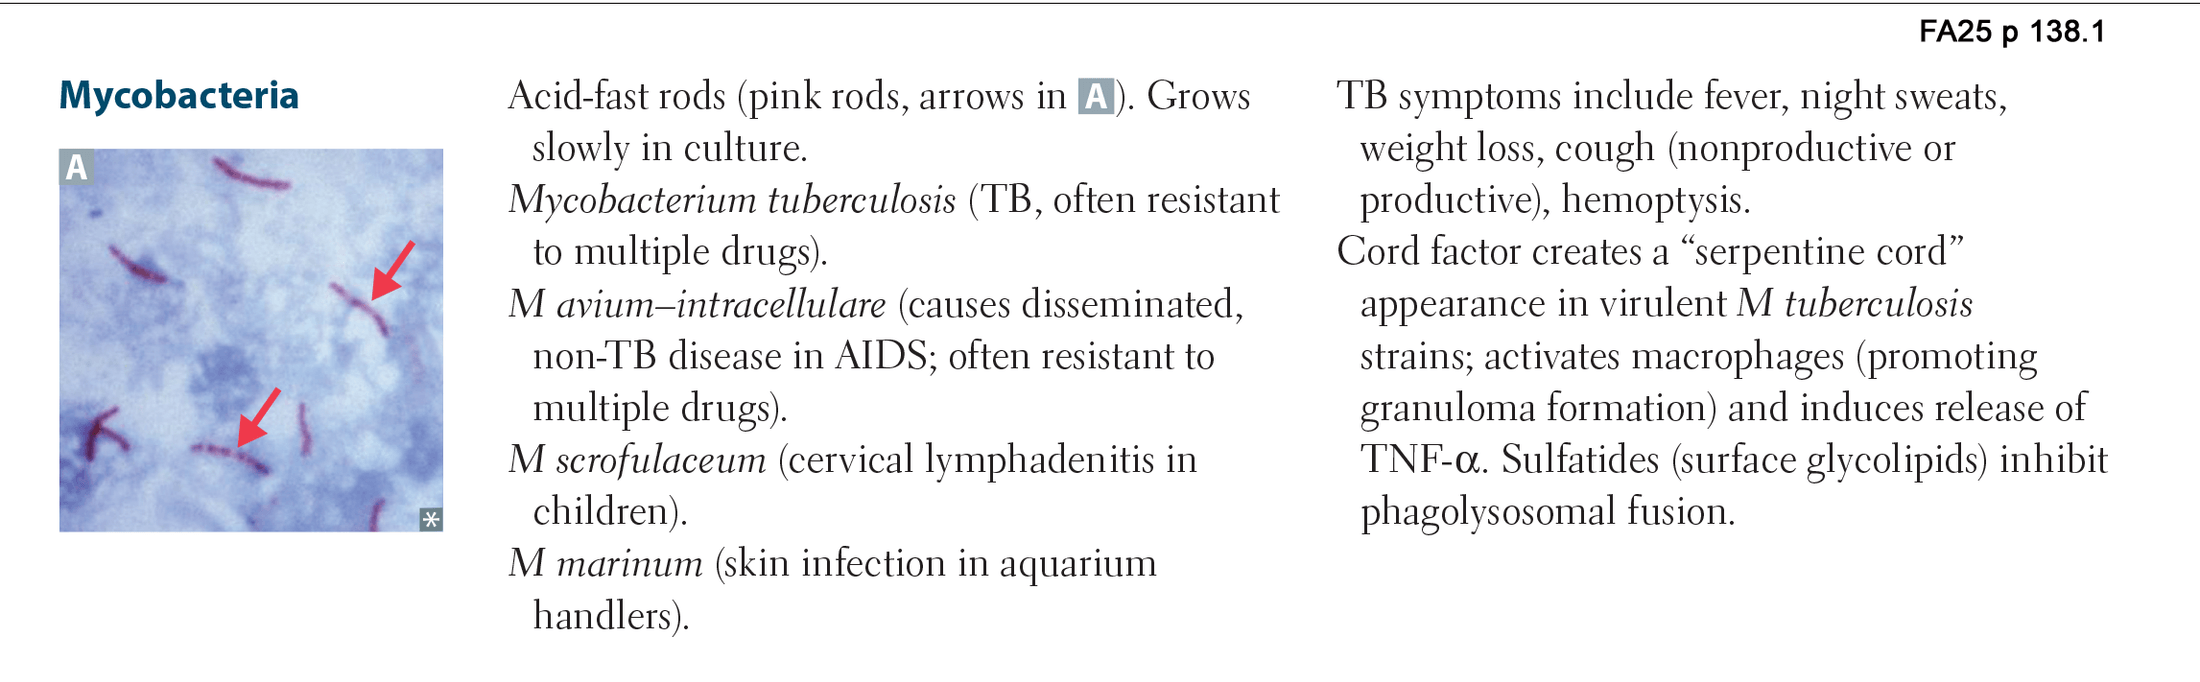 FA25 p 138.1
Mycobacteria
A
*
Acid-fast rods (pink rods, arrows in A). Grows
slowly in culture.
Mycobacterium tuberculosis (TB, often resistant
to multiple drugs).
M avium–intracellulare (causes disseminated,
non-TB disease in AIDS; often resistant to
multiple drugs).
M scrofulaceum (cervical lymphadenitis in
children).
M marinum (skin infection in aquarium
handlers).
TB symptoms include fever, night sweats,
weight loss, cough (nonproductive or
productive), hemoptysis.
Cord factor creates a “serpentine cord”
appearance in virulent M tuberculosis
strains; activates macrophages (promoting
granuloma formation) and induces release of
TNF-α. Sulfatides (surface glycolipids) inhibit
phagolysosomal fusion.